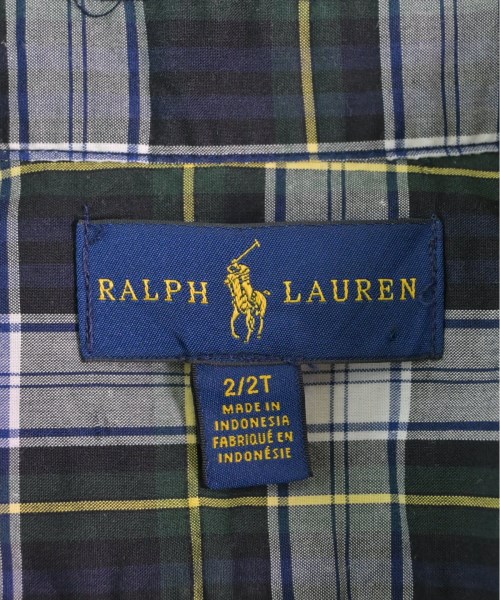 RALPH LAUREN
2/2T
MADE IN
INDONESIA
FABRIQUÉ EN
INDONÉSIE